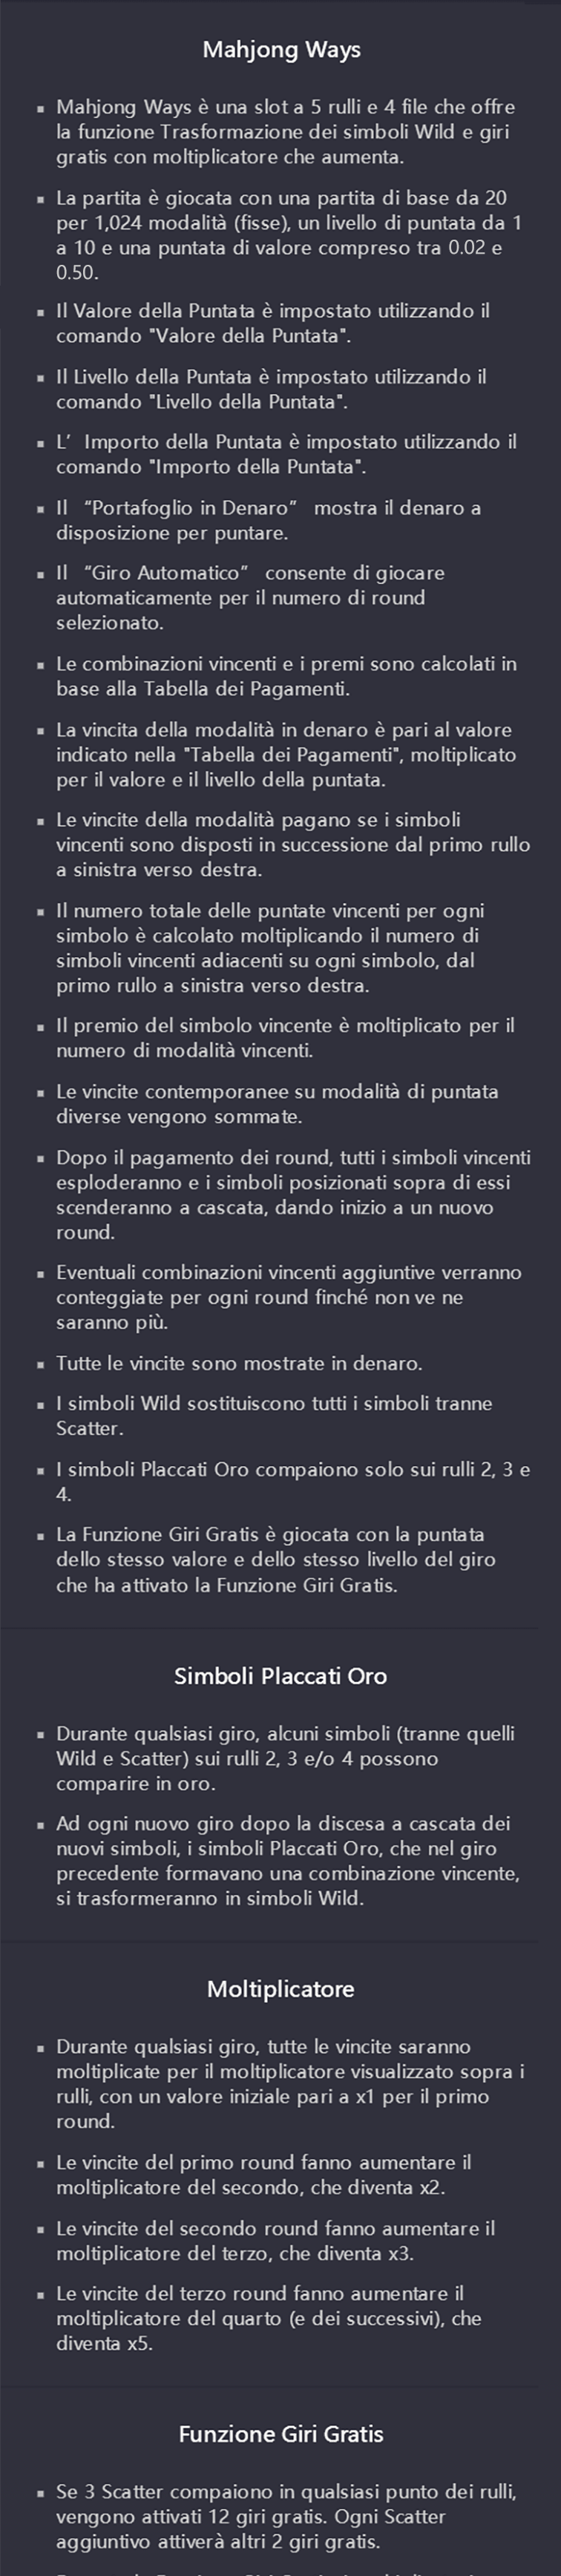 Mahjong Ways
▪ Mahjong Ways è una slot a 5 rulli e 4 file che offre
la funzione Trasformazione dei simboli Wild e giri
gratis con moltiplicatore che aumenta.
▪ La partita è giocata con una partita di base da 20
per 1,024 modalità (fisse), un livello di puntata da 1
a 10 e una puntata di valore compreso tra 0.02 e
0.50.
▪ Il Valore della Puntata è impostato utilizzando il
comando "Valore della Puntata".
▪ Il Livello della Puntata è impostato utilizzando il
comando "Livello della Puntata".
▪ L’ Importo della Puntata è impostato utilizzando il
comando "Importo della Puntata".
▪ Il “Portafoglio in Denaro” mostra il denaro a
disposizione per puntare.
▪ Il “Giro Automatico” consente di giocare
automaticamente per il numero di round
selezionato.
▪ Le combinazioni vincenti e i premi sono calcolati in
base alla Tabella dei Pagamenti.
▪ La vincita della modalità in denaro è pari al valore
indicato nella "Tabella dei Pagamenti", moltiplicato
per il valore e il livello della puntata.
▪ Le vincite della modalità pagano se i simboli
vincenti sono disposti in successione dal primo rullo
a sinistra verso destra.
▪ Il numero totale delle puntate vincenti per ogni
simbolo è calcolato moltiplicando il numero di
simboli vincenti adiacenti su ogni simbolo, dal
primo rullo a sinistra verso destra.
▪ Il premio del simbolo vincente è moltiplicato per il
numero di modalità vincenti.
▪ Le vincite contemporanee su modalità di puntata
diverse vengono sommate.
▪ Dopo il pagamento dei round, tutti i simboli vincenti
esploderanno e i simboli posizionati sopra di essi
scenderanno a cascata, dando inizio a un nuovo
round.
▪ Eventuali combinazioni vincenti aggiuntive verranno
conteggiate per ogni round finché non ve ne
saranno più.
▪ Tutte le vincite sono mostrate in denaro.
▪ I simboli Wild sostituiscono tutti i simboli tranne
Scatter.
▪ I simboli Placcati Oro compaiono solo sui rulli 2, 3 e
4.
▪ La Funzione Giri Gratis è giocata con la puntata
dello stesso valore e dello stesso livello del giro
che ha attivato la Funzione Giri Gratis.
Simboli Placcati Oro
▪ Durante qualsiasi giro, alcuni simboli (tranne quelli
Wild e Scatter) sui rulli 2, 3 e/o 4 possono
comparire in oro.
▪ Ad ogni nuovo giro dopo la discesa a cascata dei
nuovi simboli, i simboli Placcati Oro, che nel giro
precedente formavano una combinazione vincente,
si trasformeranno in simboli Wild.
Moltiplicatore
▪ Durante qualsiasi giro, tutte le vincite saranno
moltiplicate per il moltiplicatore visualizzato sopra i
rulli, con un valore iniziale pari a x1 per il primo
round.
▪ Le vincite del primo round fanno aumentare il
moltiplicatore del secondo, che diventa x2.
▪ Le vincite del secondo round fanno aumentare il
moltiplicatore del terzo, che diventa x3.
▪ Le vincite del terzo round fanno aumentare il
moltiplicatore del quarto (e dei successivi), che
diventa x5.
Funzione Giri Gratis
▪ Se 3 Scatter compaiono in qualsiasi punto dei rulli,
vengono attivati 12 giri gratis. Ogni Scatter
aggiuntivo attiverà altri 2 giri gratis.